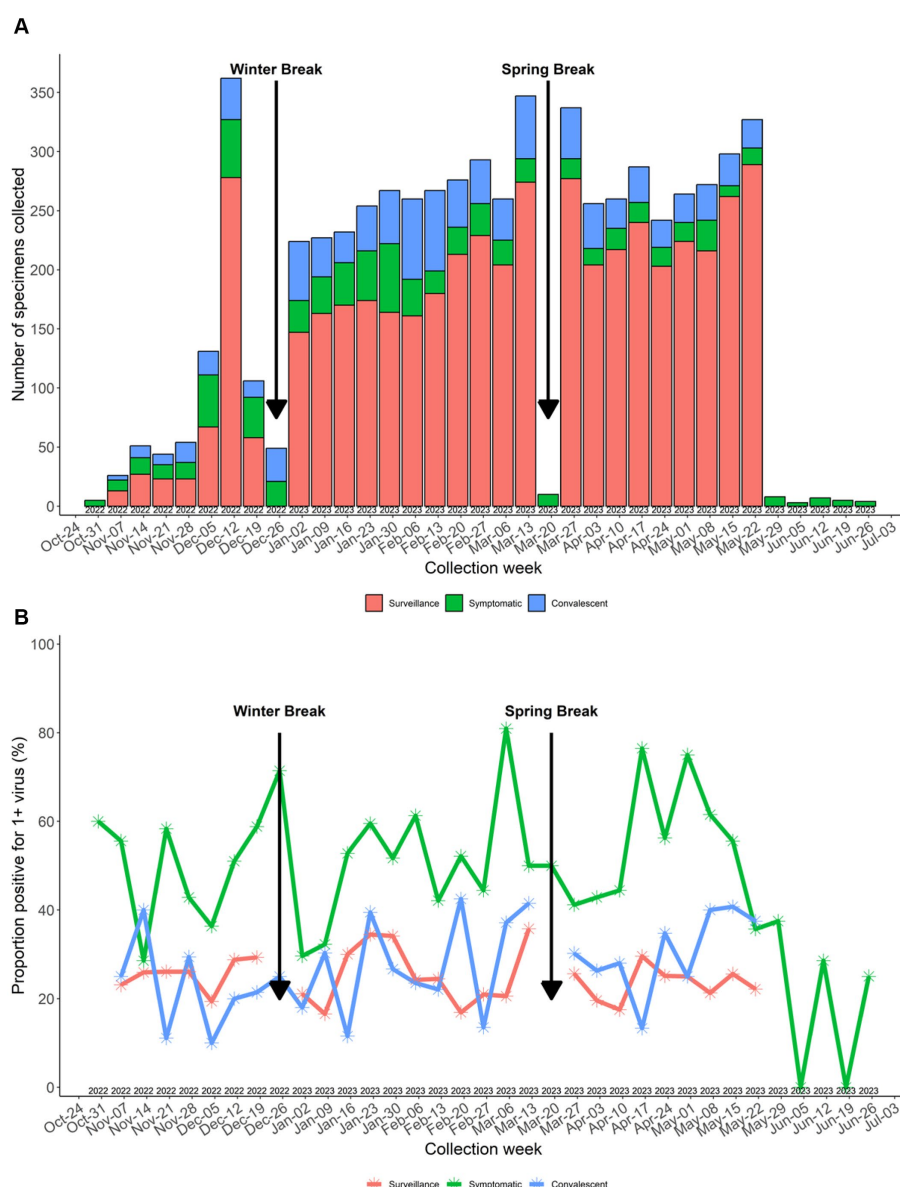 A
Winter Break
Spring Break
Number of specimens collected
350
300
250
200
150
100
50
0
2022 2022 2022 2022 2022 2022 2022 2022 2022 2023 2023 2023 2023 2023 2023 2023 2023 2023 2023 2023 2023 2023 2023 2023 2023 2023 2023 2023 2023 2023 2023 2023 2023 2023 2023
Oct-24 Oct-31 Nov-07 Nov-14 Nov-21 Nov-28 Dec-05 Dec-12 Dec-19 Dec-26 Jan-02 Jan-09 Jan-16 Jan-23 Jan-30 Feb-06 Feb-13 Feb-20 Feb-27 Mar-06 Mar-13 Mar-20 Mar-27 Apr-03 Apr-10 Apr-17 Apr-24 May-01 May-08 May-15 May-22 May-29 Jun-05 Jun-12 Jun-19 Jun-26 Jul-03
Collection week
Surveillance Symptomatic Convalescent
B
Winter Break
Spring Break
Proportion positive for 1+ virus (%)
100
80
60
40
20
0
2022 2022 2022 2022 2022 2022 2022 2022 2022 2023 2023 2023 2023 2023 2023 2023 2023 2023 2023 2023 2023 2023 2023 2023 2023 2023 2023 2023 2023 2023 2023 2023 2023 2023 2023
Oct-24 Oct-31 Nov-07 Nov-14 Nov-21 Nov-28 Dec-05 Dec-12 Dec-19 Dec-26 Jan-02 Jan-09 Jan-16 Jan-23 Jan-30 Feb-06 Feb-13 Feb-20 Feb-27 Mar-06 Mar-13 Mar-20 Mar-27 Apr-03 Apr-10 Apr-17 Apr-24 May-01 May-08 May-15 May-22 May-29 Jun-05 Jun-12 Jun-19 Jun-26 Jul-03
Collection week
Surveillance Symptomatic Convalescent